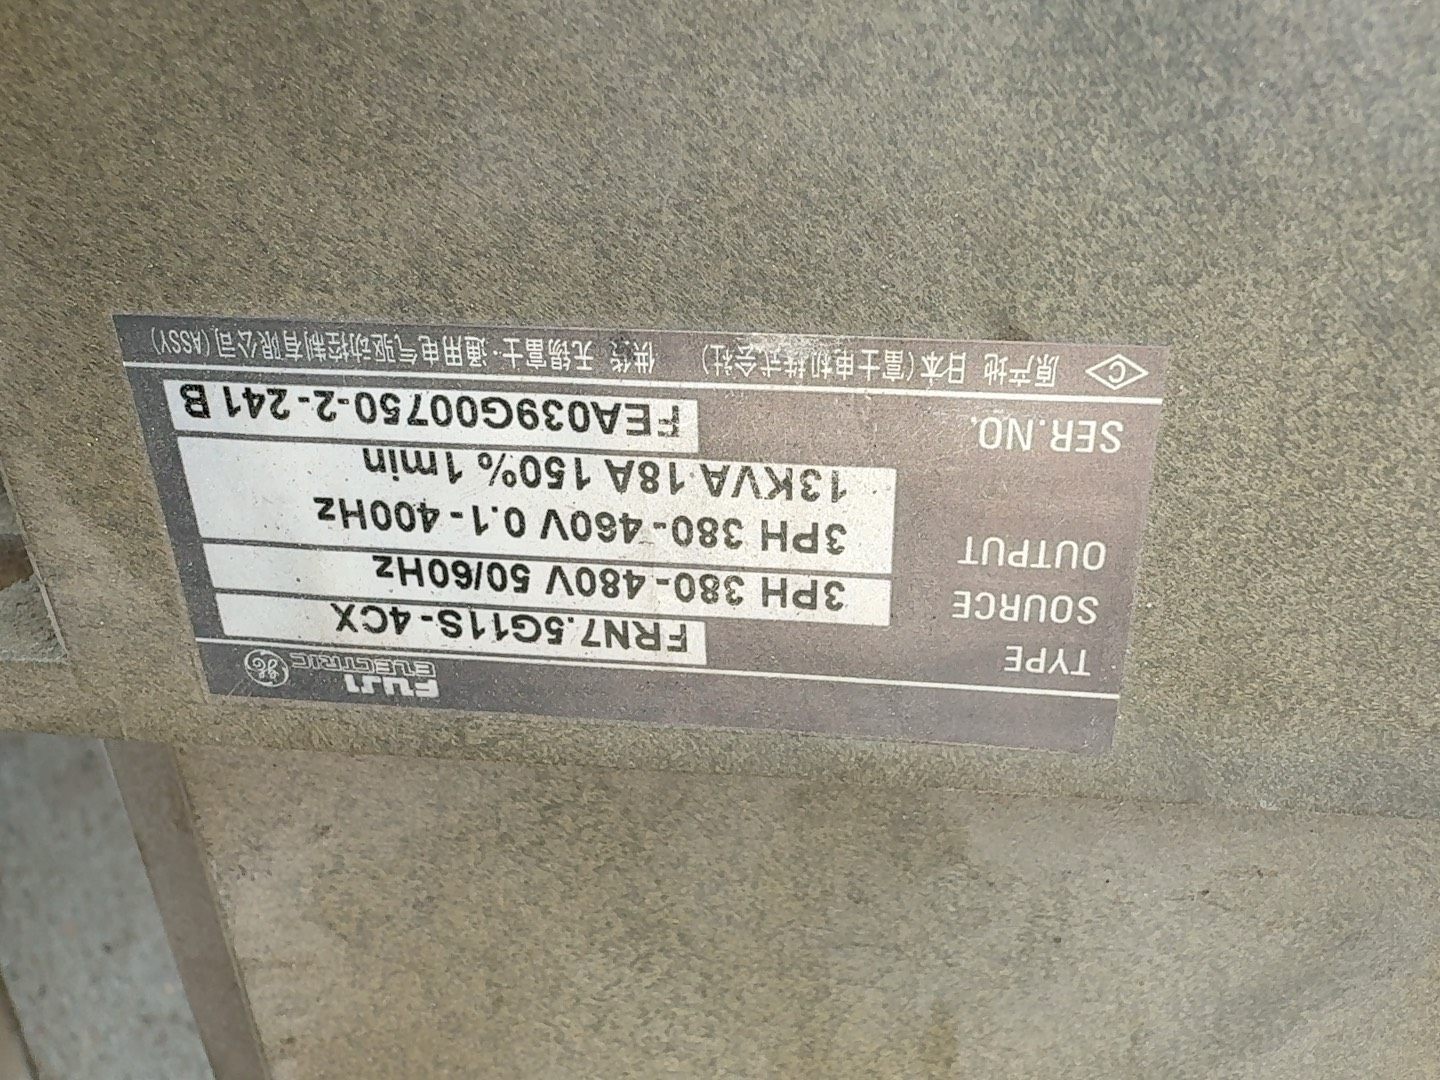 FUJI
ELECTRIC
TYPE FRN7.5G11S-4CX
SOURCE 3PH 380-480V 50/60Hz
OUTPUT 3PH 380-460V 0.1-400Hz
13KVA 18A 150% 1min
SER.NO. FEA039G00750-2-241B
C 原产地 日本(富士电机株式会社) 供货 无锡富士·通用电气驱动控制有限公司(ASSY)